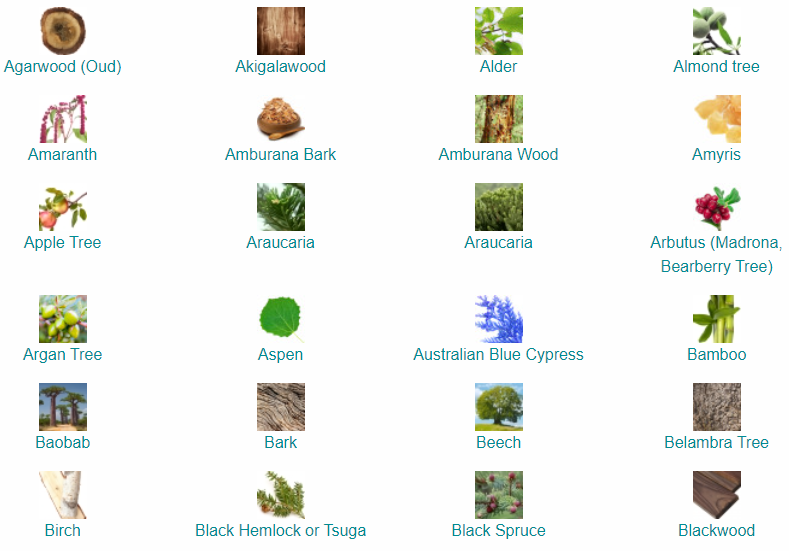 Agarwood (Oud)
Akigalawood
Alder
Almond tree
Amaranth
Amburana Bark
Amburana Wood
Amyris
Apple Tree
Araucaria
Araucaria
Arbutus (Madrona,
Bearberry Tree)
Argan Tree
Aspen
Australian Blue Cypress
Bamboo
Baobab
Bark
Beech
Belambra Tree
Birch
Black Hemlock or Tsuga
Black Spruce
Blackwood